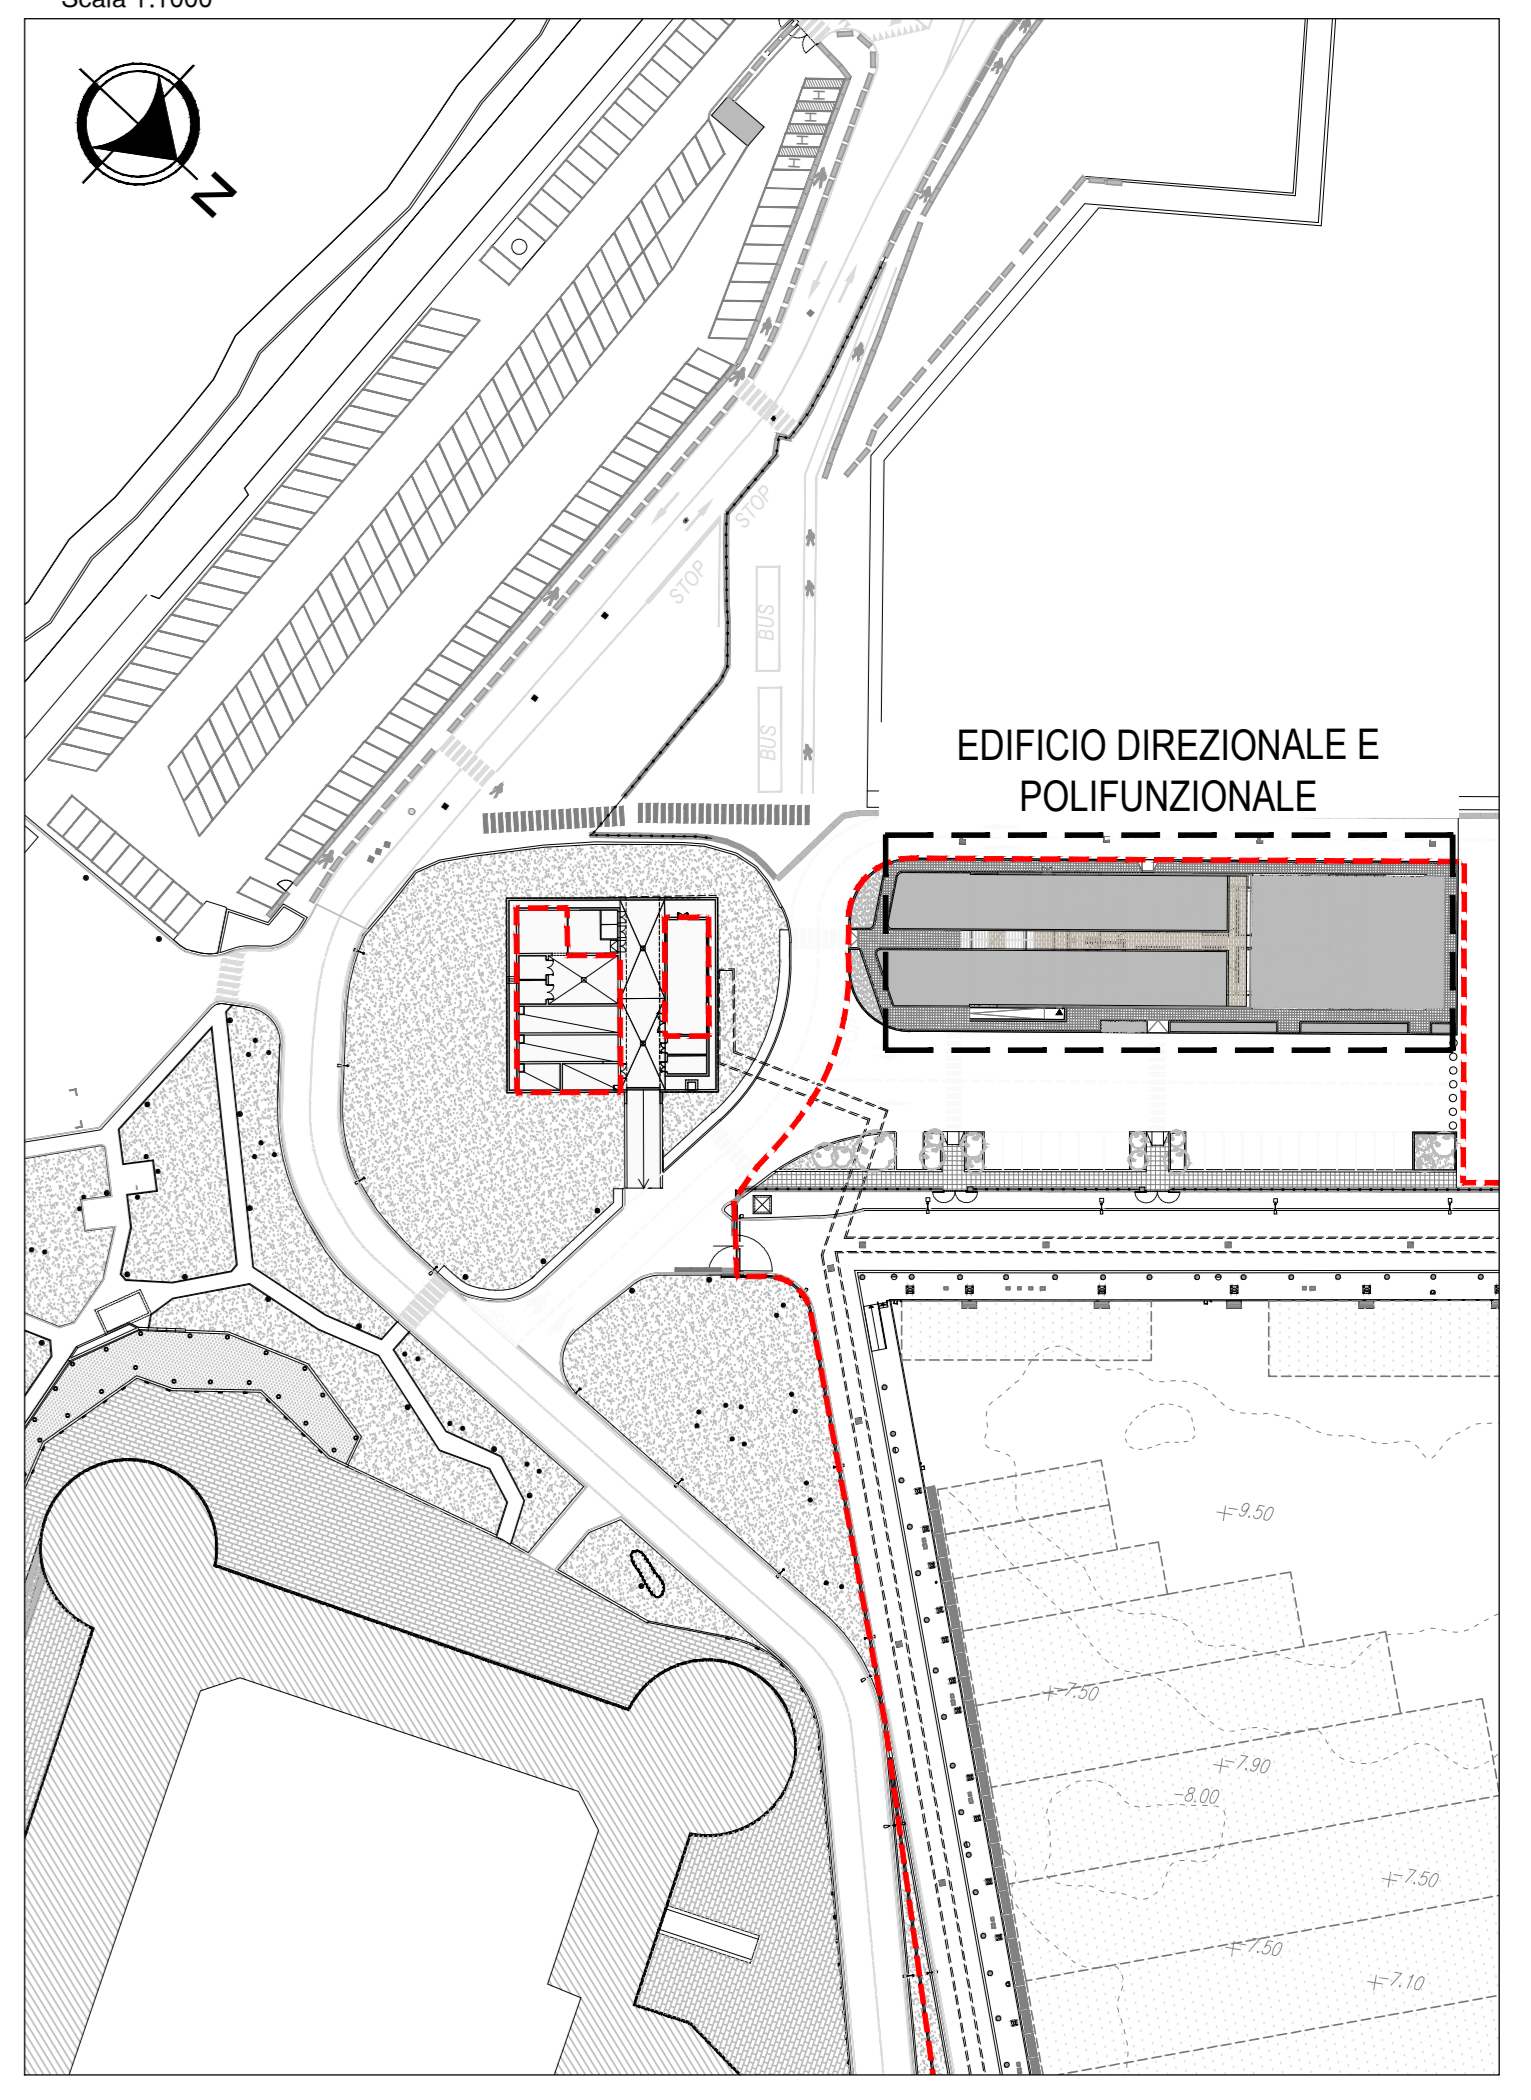 Scala 1:1000
N
H
H
H
STOP
STOP
BUS
BUS
EDIFICIO DIREZIONALE E
POLIFUNZIONALE
-9.50
-7.50
-7.90
-8.00
-7.50
-7.50
-7.10